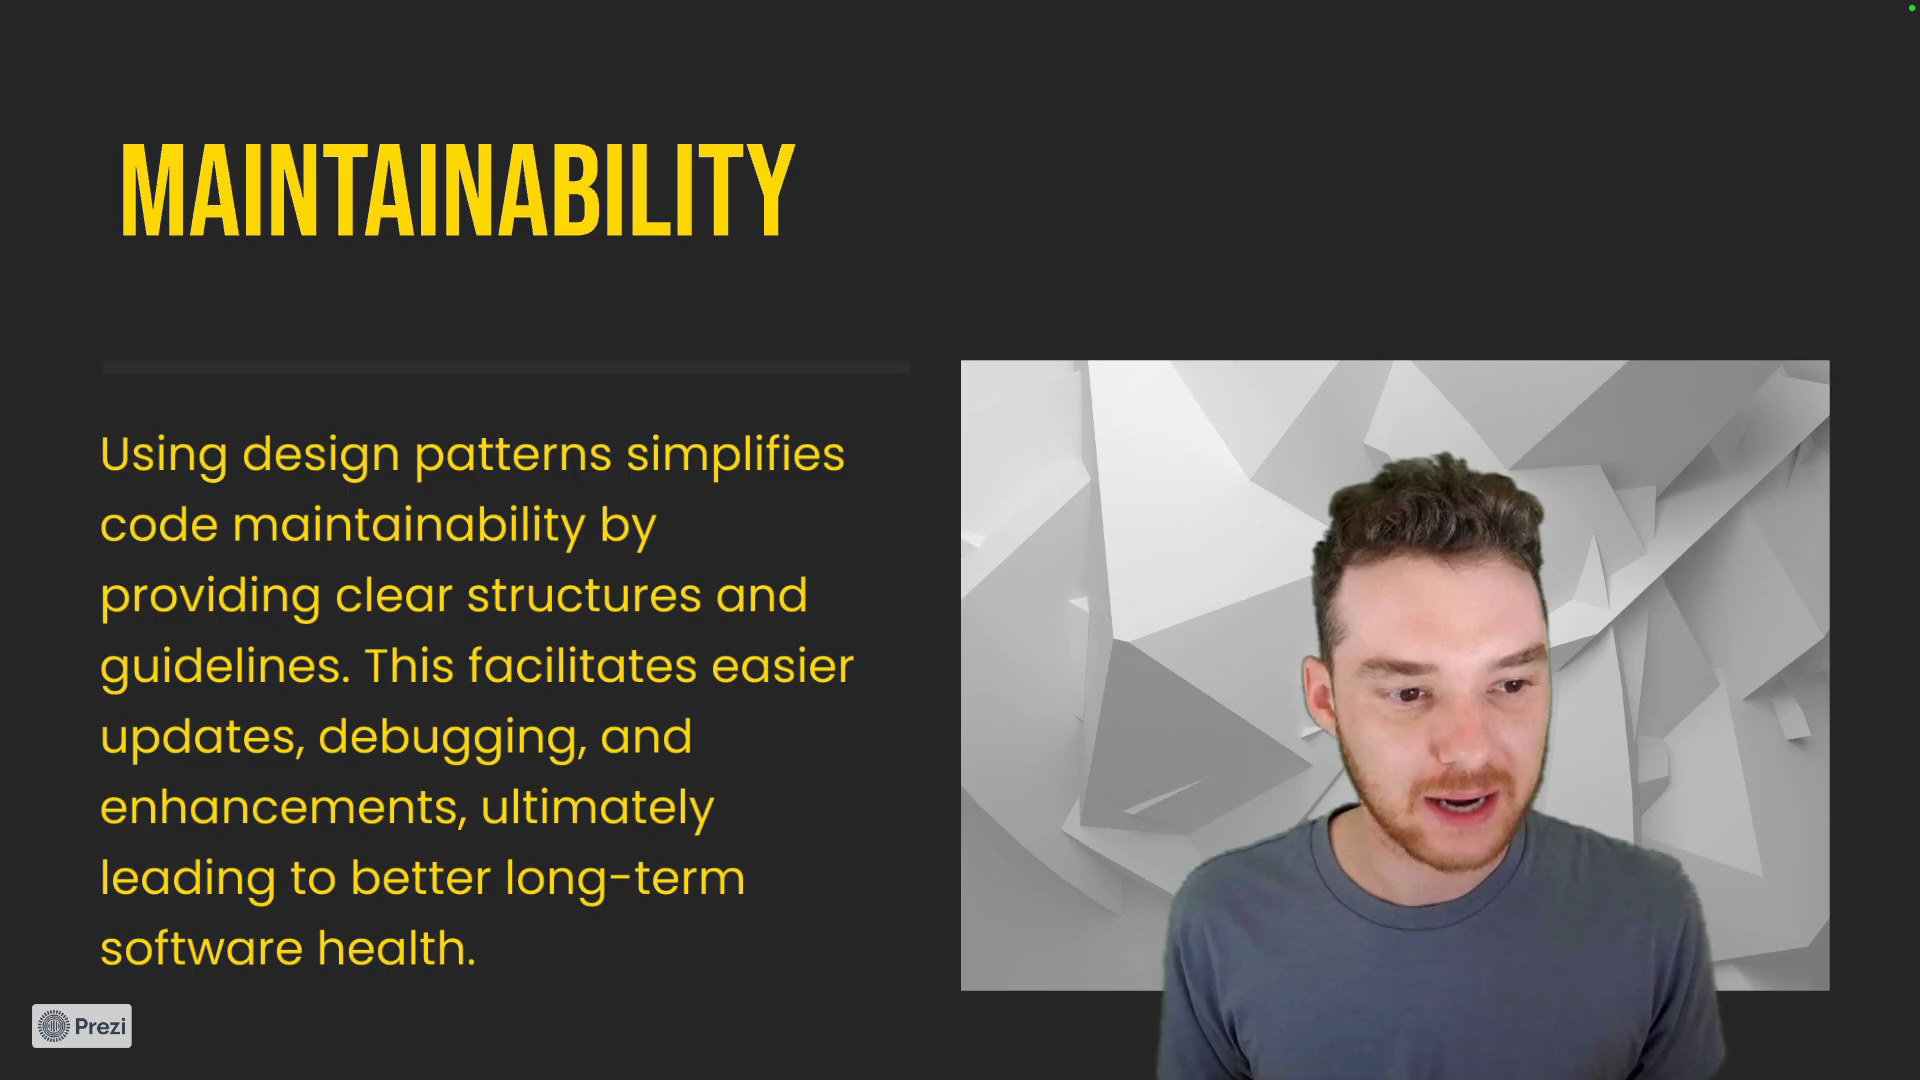 MAINTAINABILITY
Using design patterns simplifies
code maintainability by
providing clear structures and
guidelines. This facilitates easier
updates, debugging, and
enhancements, ultimately
leading to better long-term
software health.
Prezi